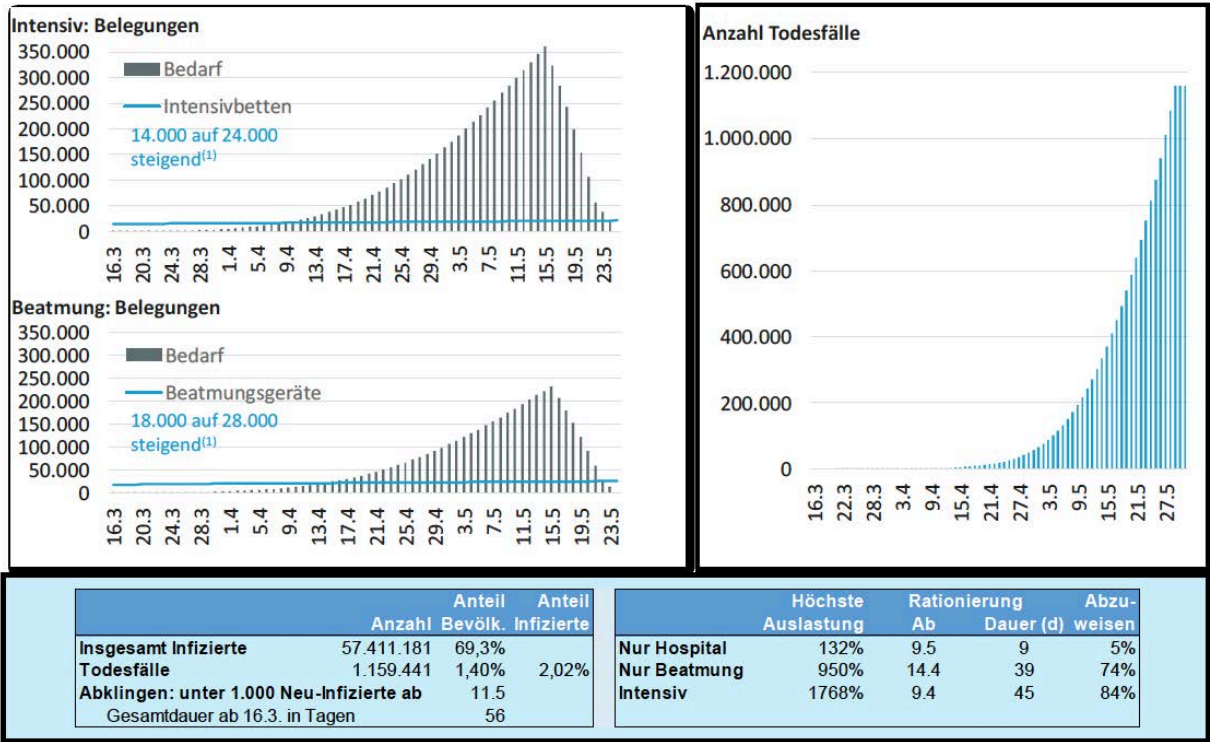 Intensiv: Belegungen
350.000
300.000
250.000
200.000
150.000
100.000
50.000
0
Bedarf
Intensivbetten
14.000 auf 24.000
steigend(1)
16.3 20.3 24.3 28.3 1.4 5.4 9.4 13.4 17.4 21.4 25.4 29.4 3.5 7.5 11.5 15.5 19.5 23.5
Beatmung: Belegungen
350.000
300.000
250.000
200.000
150.000
100.000
50.000
0
Bedarf
Beatmungsgeräte
18.000 auf 28.000
steigend(1)
16.3 20.3 24.3 28.3 1.4 5.4 9.4 13.4 17.4 21.4 25.4 29.4 3.5 7.5 11.5 15.5 19.5 23.5
Anzahl Todesfälle
1.200.000
1.000.000
800.000
600.000
400.000
200.000
0
16.3 22.3 28.3 3.4 9.4 15.4 21.4 27.4 3.5 9.5 15.5 21.5 27.5
Anteil Anteil
Anzahl Bevölk. Infizierte
Insgesamt Infizierte 57.411.181 69,3%
Todesfälle 1.159.441 1,40% 2,02%
Abklingen: unter 1.000 Neu-Infizierte ab 11.5
Gesamtdauer ab 16.3. in Tagen 56
Höchste Rationierung Abzu-
Auslastung Ab Dauer (d) weisen
Nur Hospital 132% 9.5 9 5%
Nur Beatmung 950% 14.4 39 74%
Intensiv 1768% 9.4 45 84%